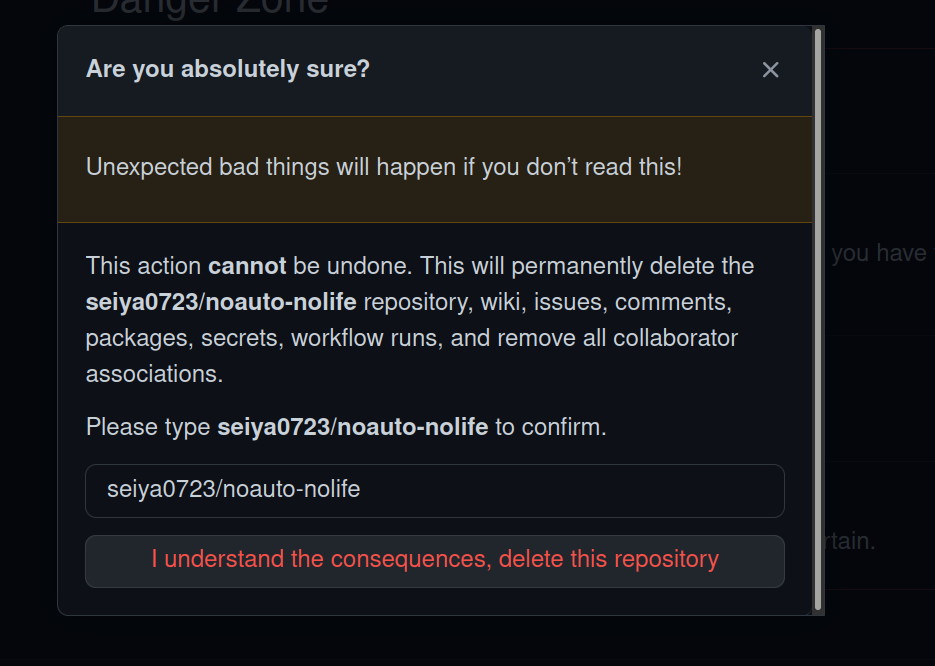 Danger Zone
Are you absolutely sure?
Unexpected bad things will happen if you don’t read this!
you have
This action cannot be undone. This will permanently delete the
seiya0723/noauto-nolife repository, wiki, issues, comments,
packages, secrets, workflow runs, and remove all collaborator
associations.
Please type seiya0723/noauto-nolife to confirm.
seiya0723/noauto-nolife
rtain.
I understand the consequences, delete this repository